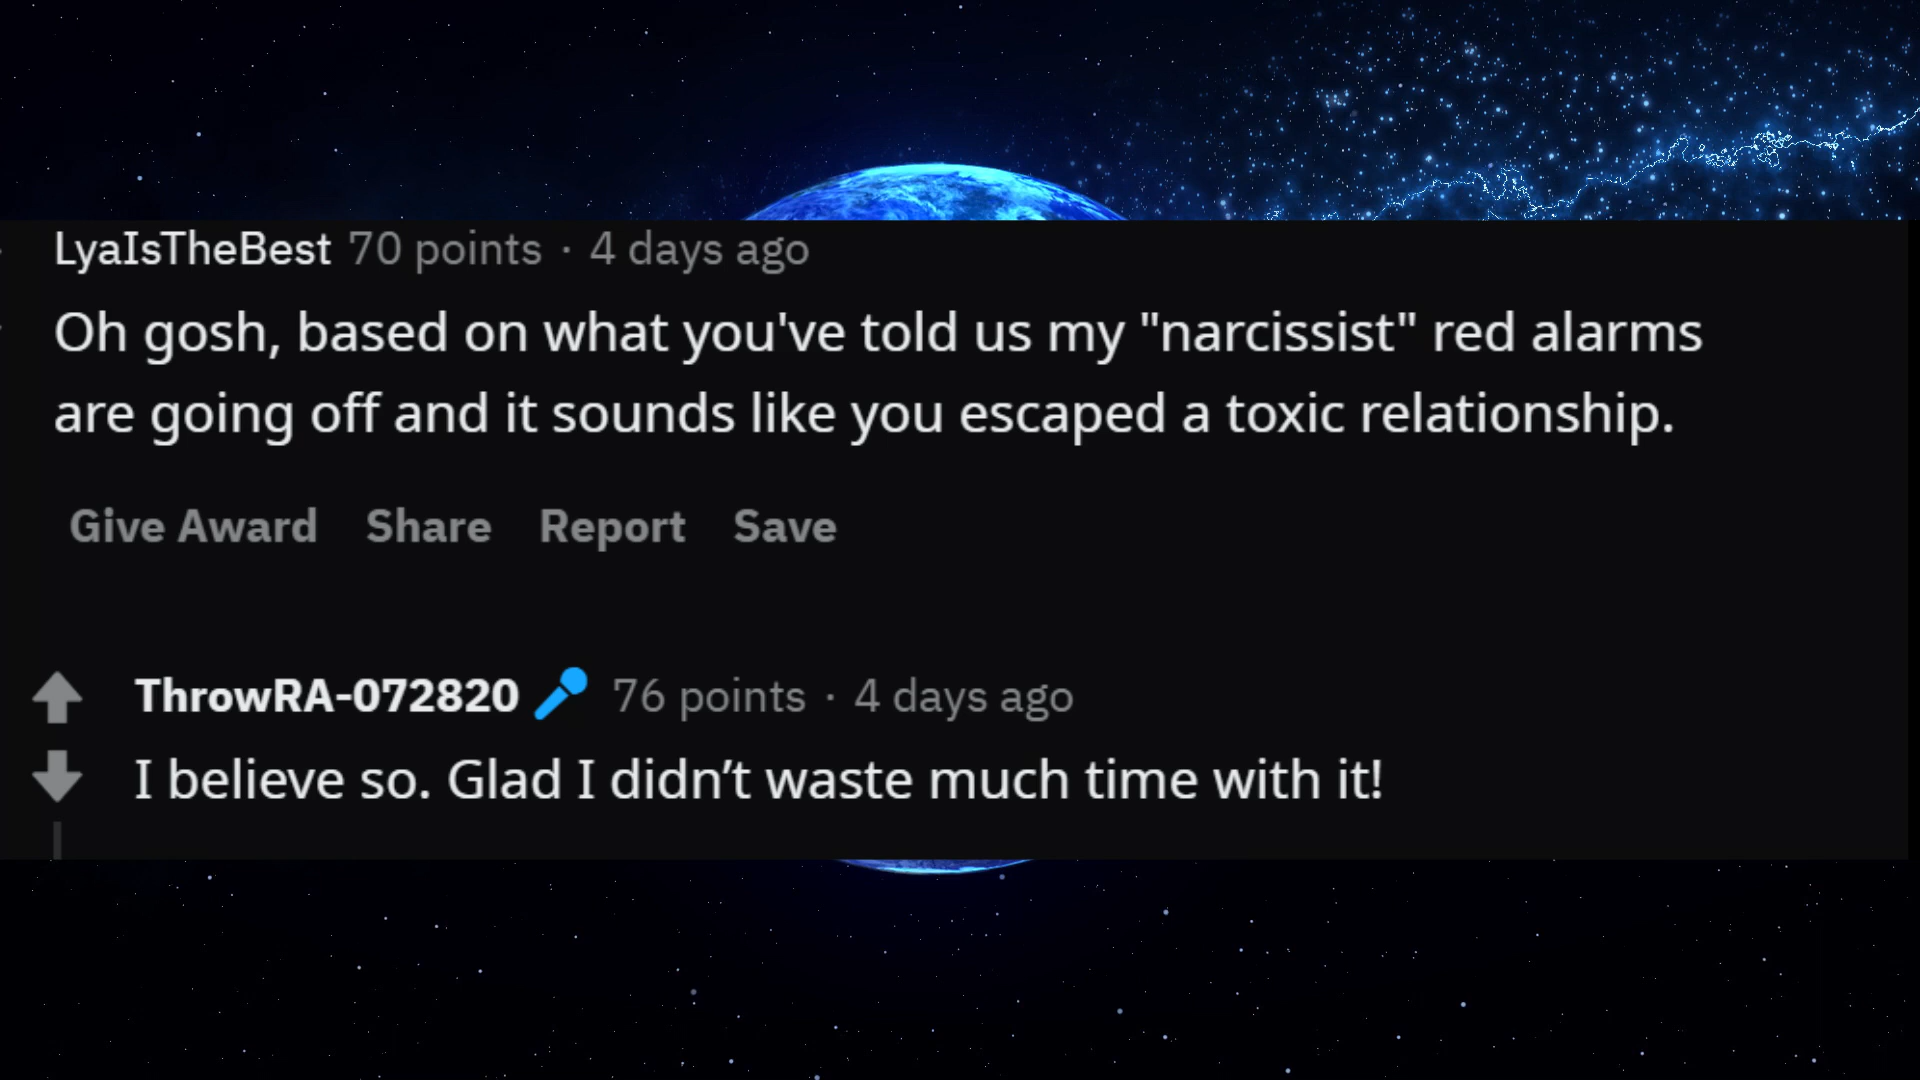 LyaIsTheBest 70 points · 4 days ago
Oh gosh, based on what you've told us my "narcissist" red alarms
are going off and it sounds like you escaped a toxic relationship.
Give Award Share Report Save
ThrowRA-072820 76 points · 4 days ago
I believe so. Glad I didn’t waste much time with it!